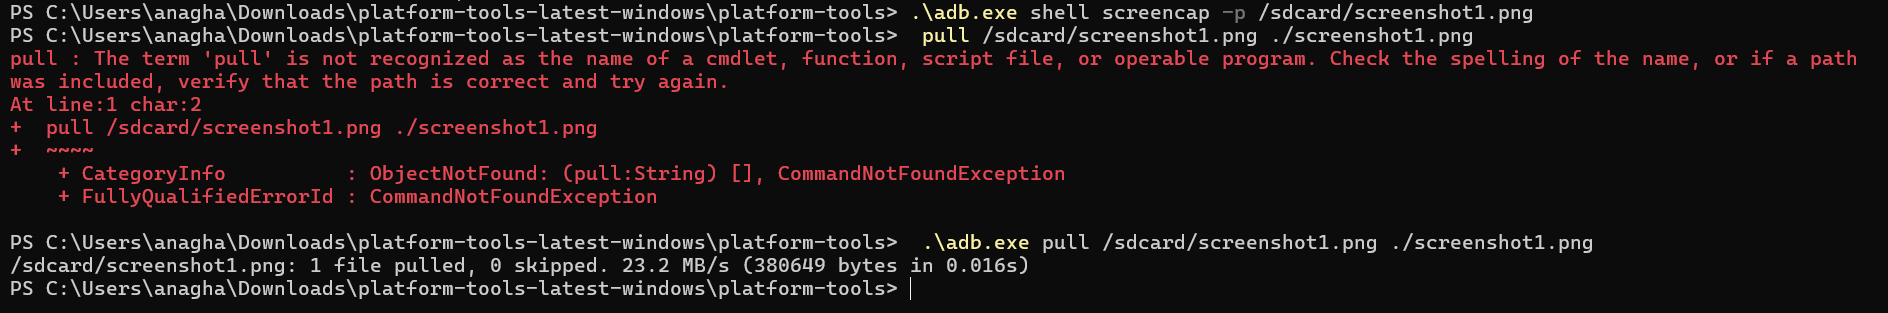 PS C:\Users\anagha\Downloads\platform-tools-latest-windows\platform-tools> .\adb.exe shell screencap -p /sdcard/screenshot1.png
PS C:\Users\anagha\Downloads\platform-tools-latest-windows\platform-tools>  pull /sdcard/screenshot1.png ./screenshot1.png
pull : The term 'pull' is not recognized as the name of a cmdlet, function, script file, or operable program. Check the spelling of the name, or if a path
was included, verify that the path is correct and try again.
At line:1 char:2
+  pull /sdcard/screenshot1.png ./screenshot1.png
+  ~~~~
    + CategoryInfo          : ObjectNotFound: (pull:String) [], CommandNotFoundException
    + FullyQualifiedErrorId : CommandNotFoundException

PS C:\Users\anagha\Downloads\platform-tools-latest-windows\platform-tools>  .\adb.exe pull /sdcard/screenshot1.png ./screenshot1.png
/sdcard/screenshot1.png: 1 file pulled, 0 skipped. 23.2 MB/s (380649 bytes in 0.016s)
PS C:\Users\anagha\Downloads\platform-tools-latest-windows\platform-tools>